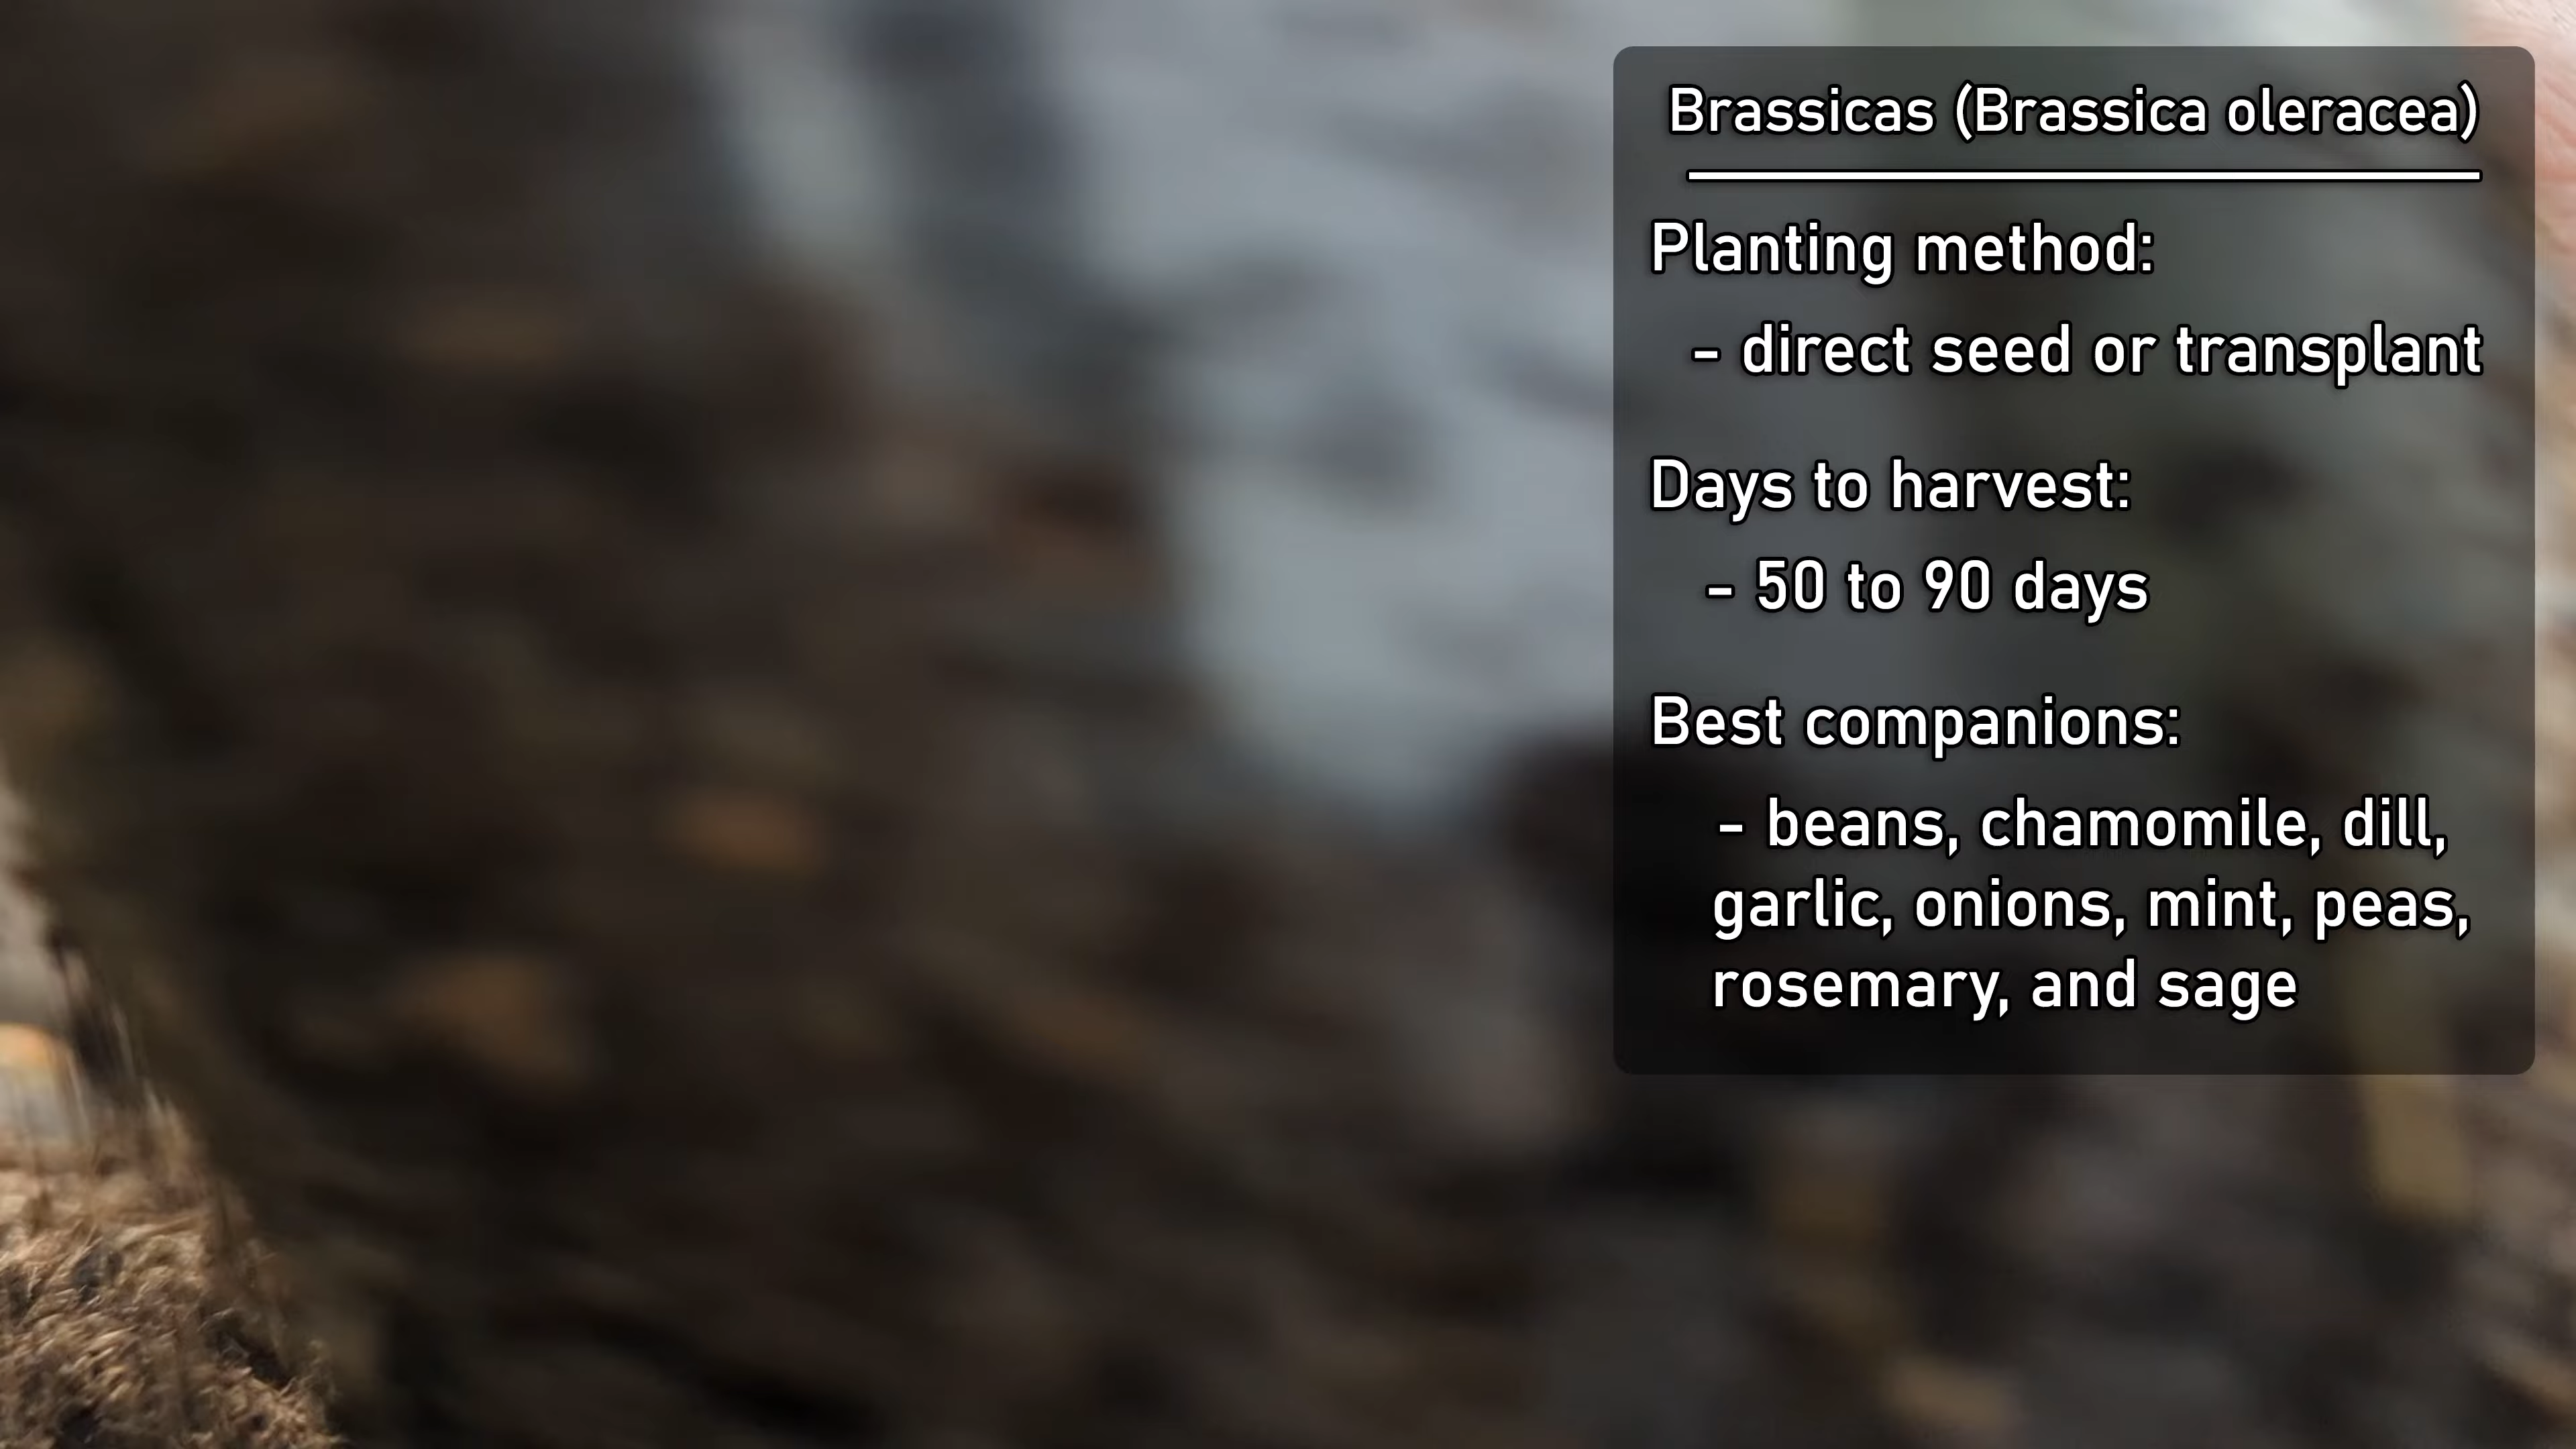 Brassicas (Brassica oleracea)
Planting method:
- direct seed or transplant
Days to harvest:
- 50 to 90 days
Best companions:
- beans, chamomile, dill,
garlic, onions, mint, peas,
rosemary, and sage